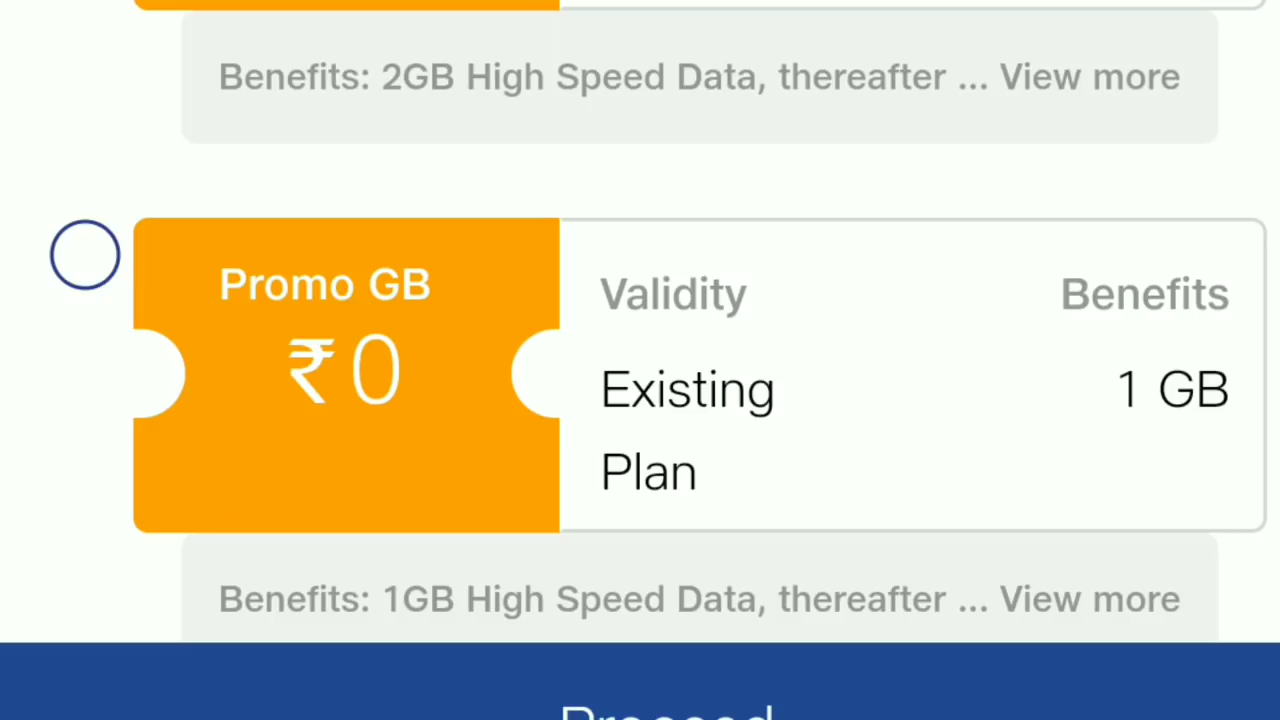 Benefits: 2GB High Speed Data, thereafter ... View more
Promo GB
₹0
Validity
Benefits
Existing
1 GB
Plan
Benefits: 1GB High Speed Data, thereafter ... View more
Proceed